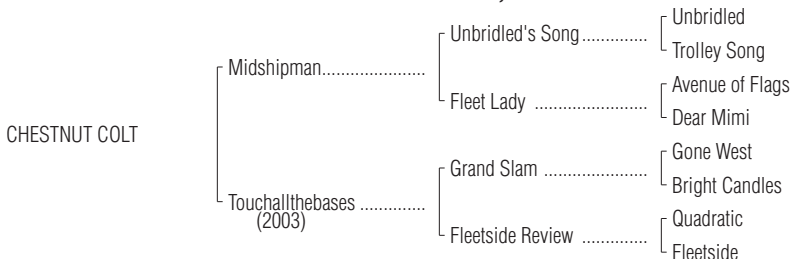 Unbridled
Unbridled's Song..............
Trolley Song
Midshipman......................
Avenue of Flags
Fleet Lady ........................
Dear Mimi
CHESTNUT COLT
Gone West
Grand Slam ......................
Bright Candles
Touchallthebases ..............
(2003)
Quadratic
Fleetside Review ..............
Fleetside